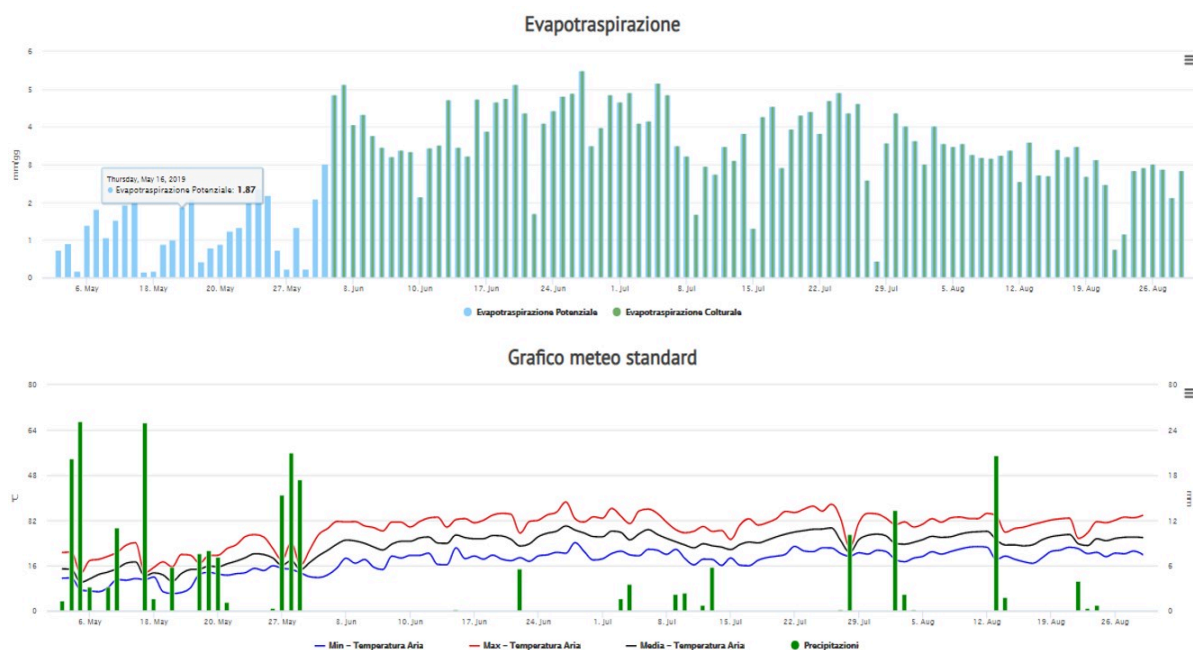 Evapotraspirazione
6
5
4
3
2
1
0
mm/gg
Thursday, May 16, 2019
Evapotraspirazione Potenziale: 1.87
6. May 13. May 20. May 27. May 3. Jun 10. Jun 17. Jun 24. Jun 1. Jul 8. Jul 15. Jul 22. Jul 29. Jul 5. Aug 12. Aug 19. Aug 26. Aug
Evapotraspirazione Potenziale Evapotraspirazione Colturale
Grafico meteo standard
80 30
64 24
48 18
32 12
16 6
0 0
°C mm
6. May 13. May 20. May 27. May 3. Jun 10. Jun 17. Jun 24. Jun 1. Jul 8. Jul 15. Jul 22. Jul 29. Jul 5. Aug 12. Aug 19. Aug 26. Aug
Min - Temperatura Aria Max - Temperatura Aria Media - Temperatura Aria Precipitazioni